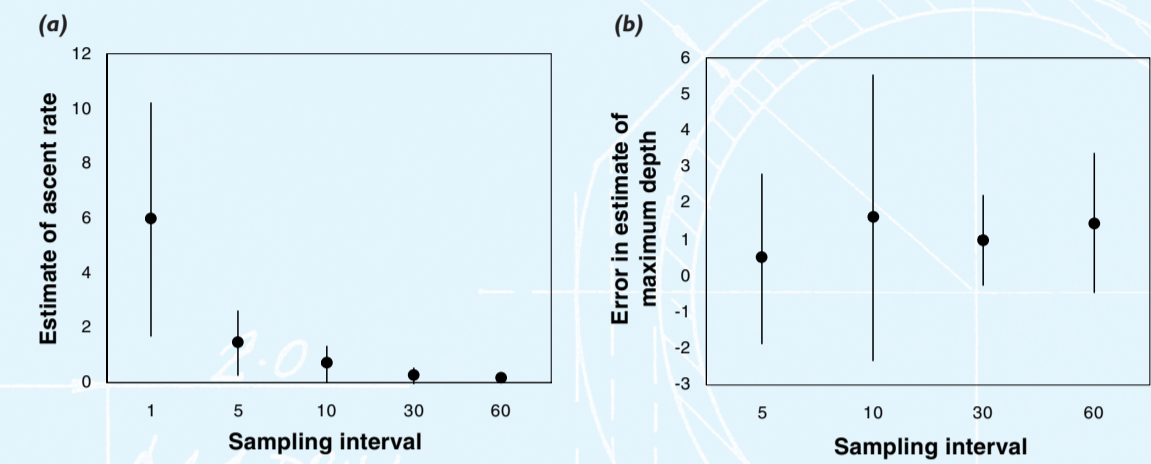 (a)
12
10
8
6
4
2
0
Estimate of ascent rate
1 5 10 30 60
Sampling interval
(b)
6
5
4
3
2
1
0
-1
-2
-3
Error in estimate of
maximum depth
5 10 30 60
Sampling interval
2.0